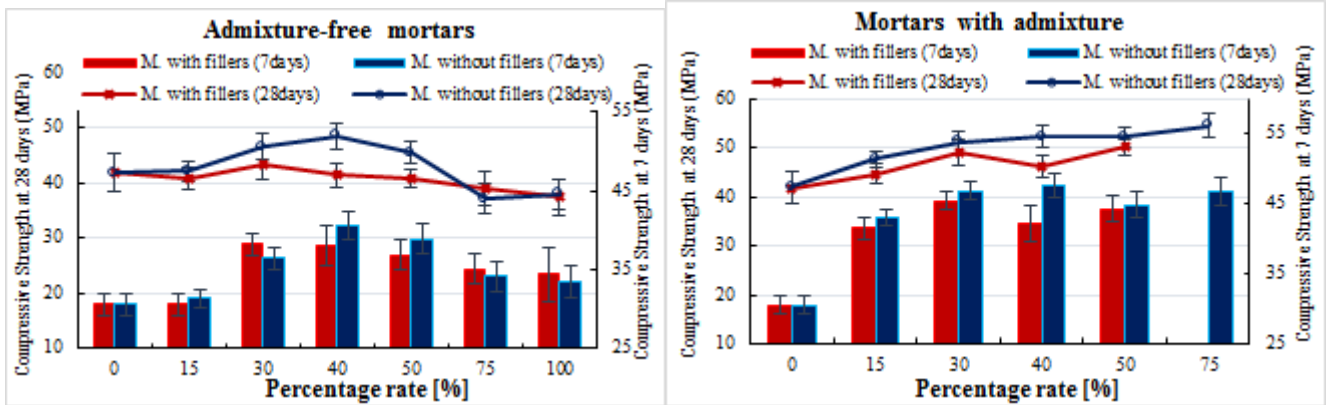 Admixture-free mortars
M. with fillers (7days)
M. without fillers (7days)
M. with fillers (28days)
M. without fillers (28days)
Compressive Strength at 28 days (MPa)
60
50
40
30
20
10
55
45
35
25
Compressive Strength at 7 days (MPa)
0 15 30 40 50 75 100
Percentage rate [%]
Mortars with admixture
M. with fillers (7days)
M. without fillers (7days)
M. with fillers (28days)
M. without fillers (28days)
Compressive Strength at 28 days (MPa)
60
50
40
30
20
10
55
45
35
25
Compressive Strength at 7 days (MPa)
0 15 30 40 50 75
Percentage rate [%]